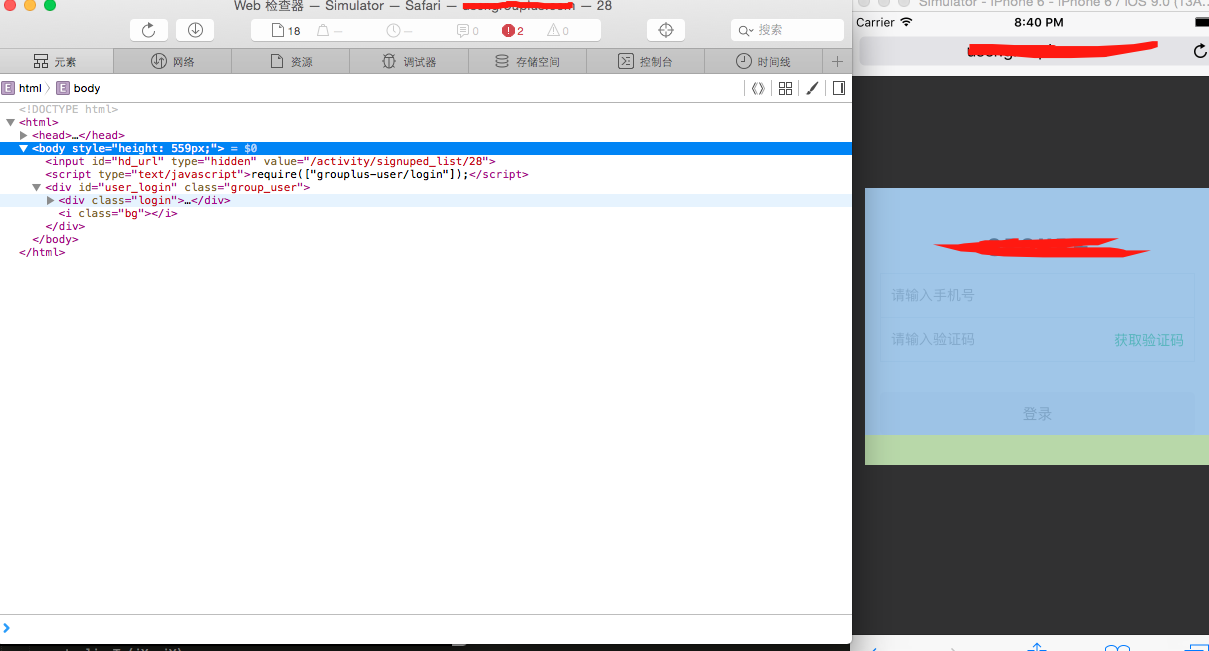 Web 检查器 — Simulator — Safari — — 28
Simulator - iPhone 6 - iPhone 6 / iOS 9.0 (13A..
18 — — 0 2 0 搜索
元素 网络 资源 调试器 存储空间 控制台 时间线 +
E html E body
<!DOCTYPE html>
<html>
<head>…</head>
<body style="height: 559px;"> = $0
<input id="hd_url" type="hidden" value="/activity/signuped_list/28">
<script type="text/javascript">require(["grouplus-user/login"]);</script>
<div id="user_login" class="group_user">
<div class="login">…</div>
<i class="bg"></i>
</div>
</body>
</html>
Carrier 8:40 PM
请输入手机号
请输入验证码 获取验证码
登录